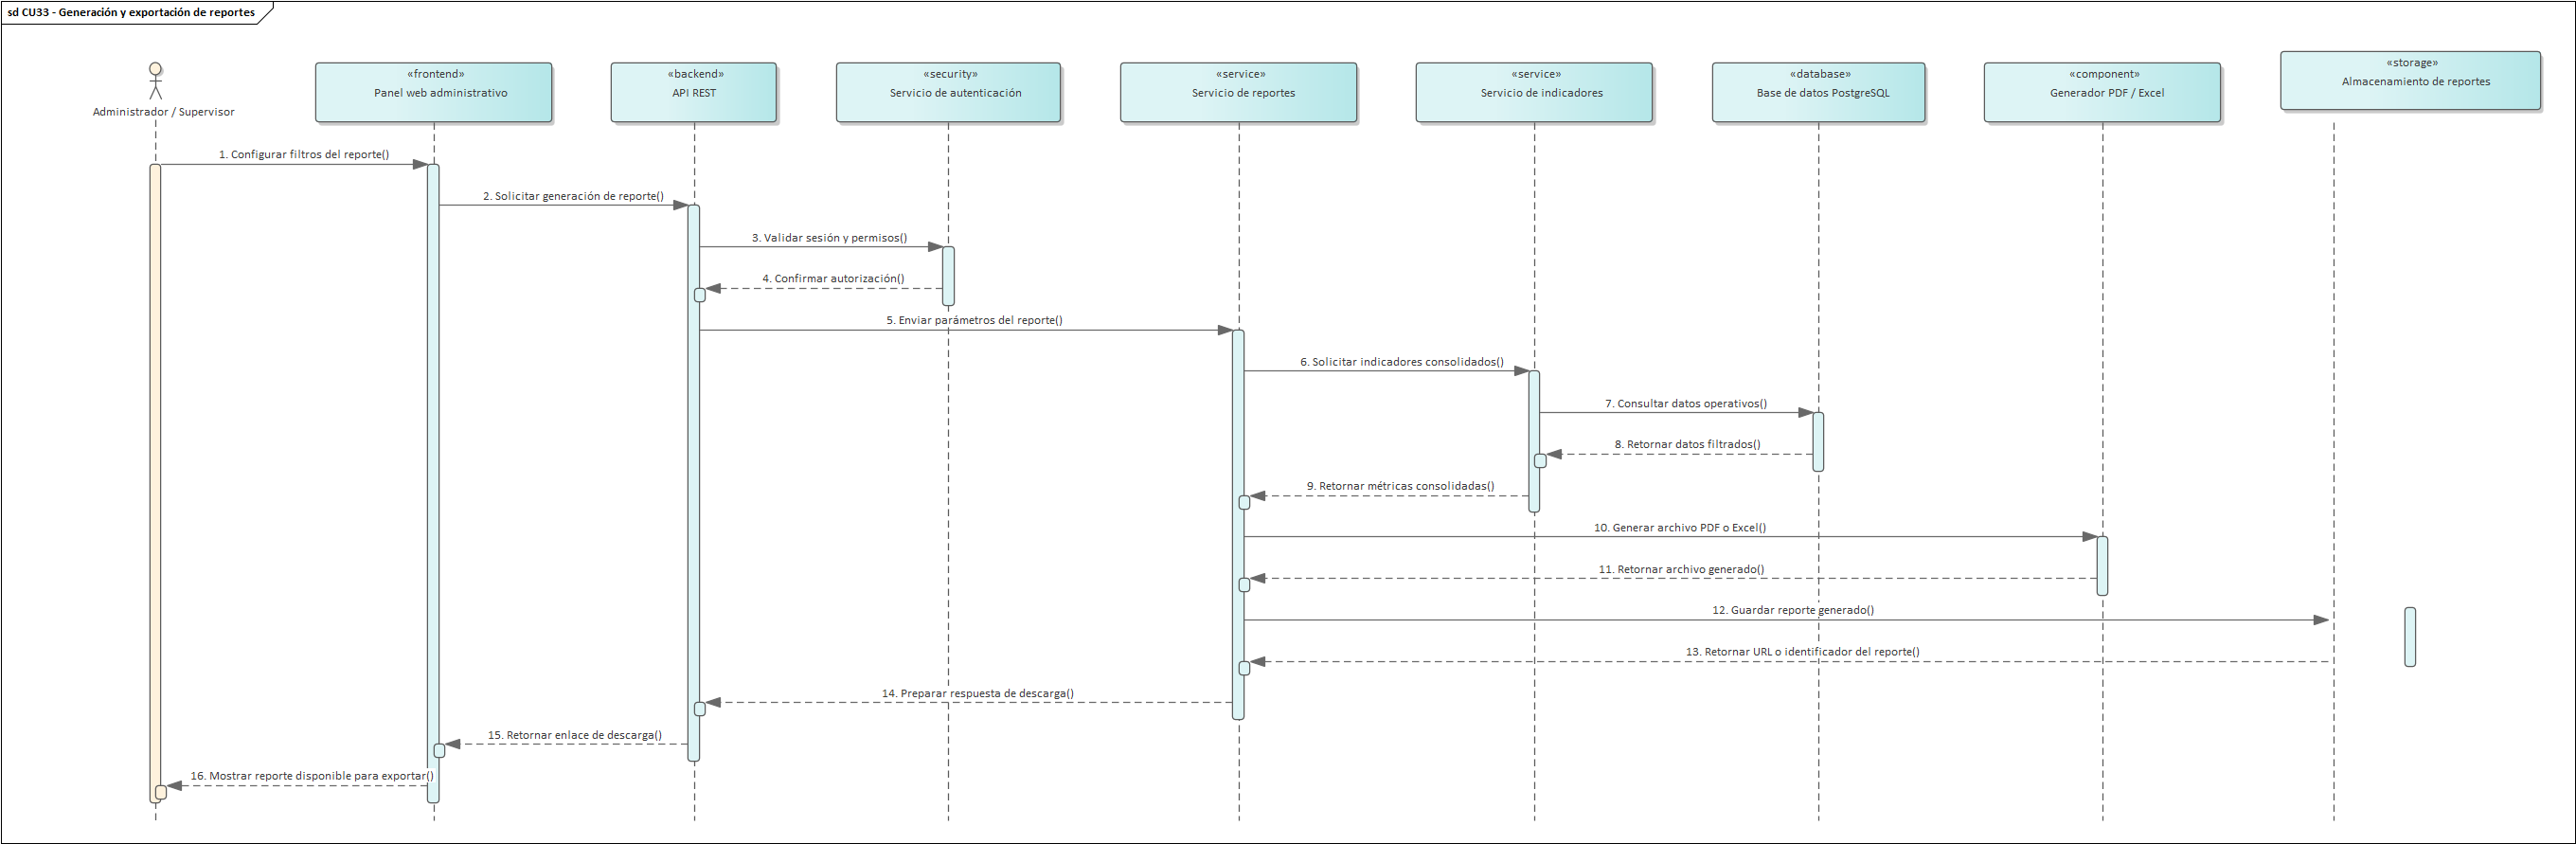 sd CU33 - Generación y exportación de reportes
Administrador / Supervisor
«frontend»
Panel web administrativo
«backend»
API REST
«security»
Servicio de autenticación
«service»
Servicio de reportes
«service»
Servicio de indicadores
«database»
Base de datos PostgreSQL
«component»
Generador PDF / Excel
«storage»
Almacenamiento de reportes
1. Configurar filtros del reporte()
2. Solicitar generación de reporte()
3. Validar sesión y permisos()
4. Confirmar autorización()
5. Enviar parámetros del reporte()
6. Solicitar indicadores consolidados()
7. Consultar datos operativos()
8. Retornar datos filtrados()
9. Retornar métricas consolidadas()
10. Generar archivo PDF o Excel()
11. Retornar archivo generado()
12. Guardar reporte generado()
13. Retornar URL o identificador del reporte()
14. Preparar respuesta de descarga()
15. Retornar enlace de descarga()
16. Mostrar reporte disponible para exportar()